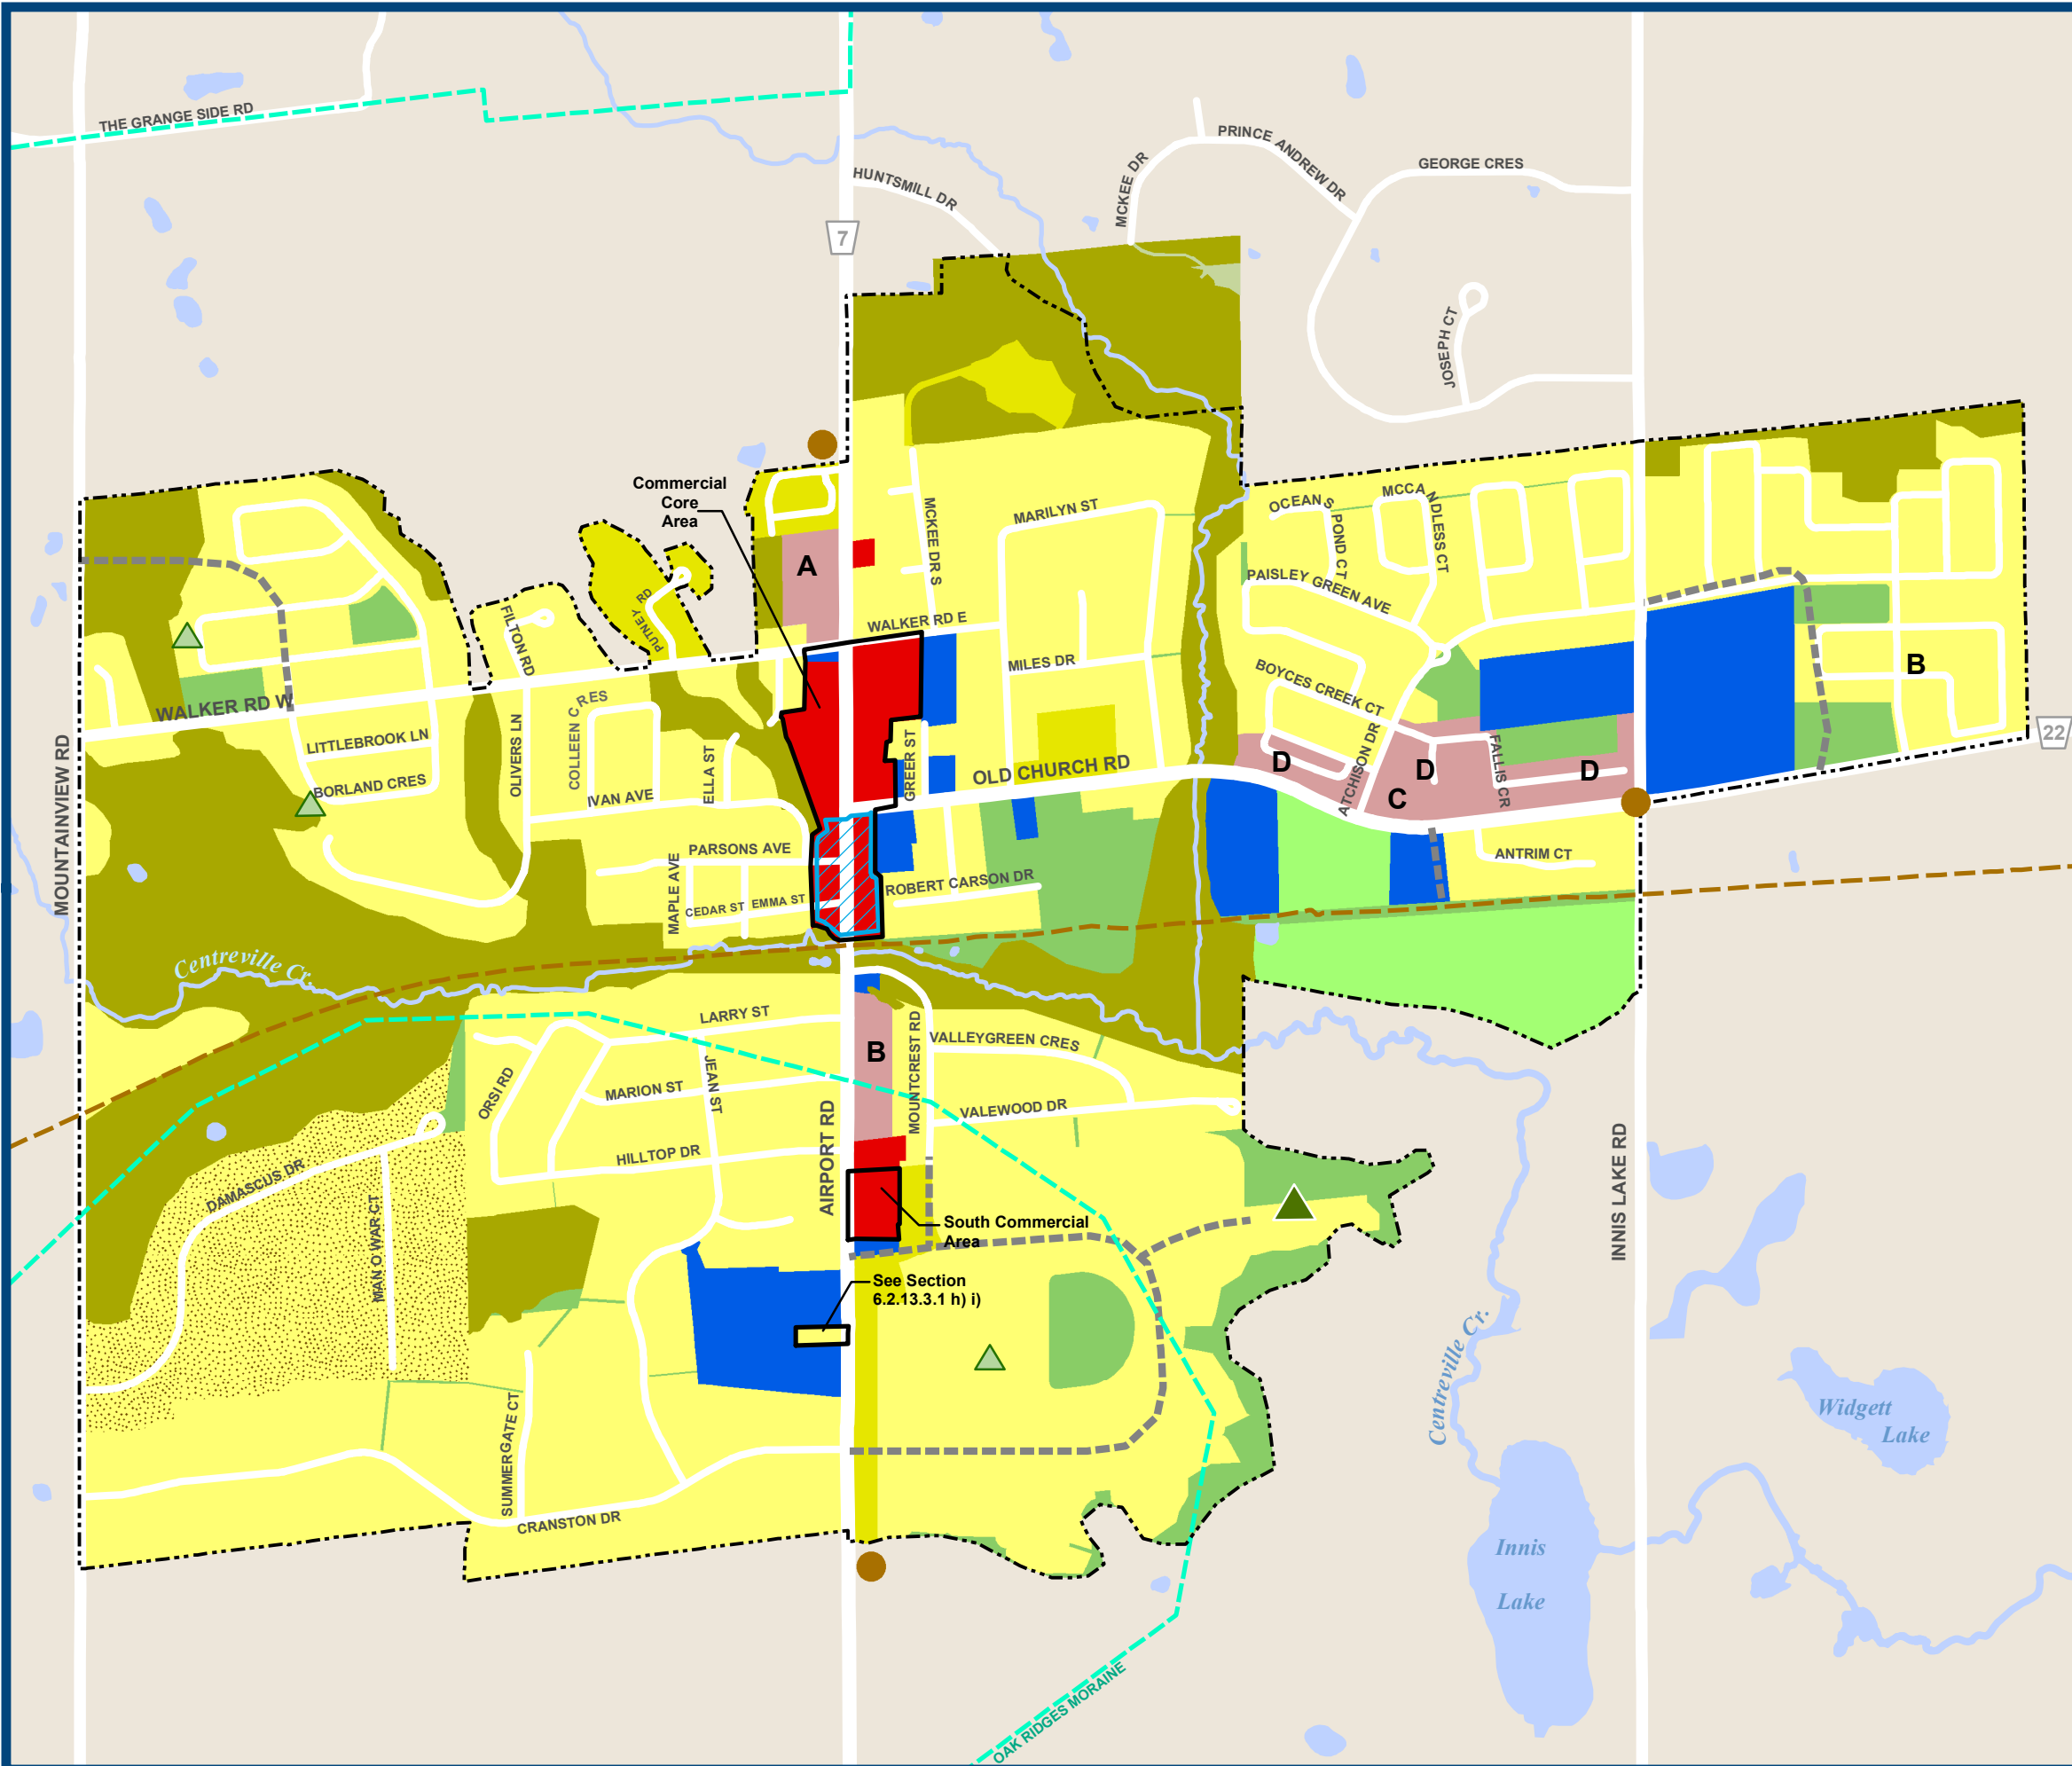 THE GRANGE SIDE RD
HUNTSMILL DR
7
MCKEE DR
PRINCE ANDREW DR
GEORGE CRES
JOSEPH CT
Commercial
Core
Area
A
MCKEE DR S
MARILYN ST
OCEANS
POND CT
MCCA
NDLESS CT
PAISLEY GREEN AVE
WALKER RD E
MILES DR
BOYCES CREEK CT
FILTON RD
PUTNEY
RD
B
WALKER RD W
COLLEEN CRES
LITTLEBROOK LN
BORLAND CRES
OLIVERS LN
ELLA ST
IVAN AVE
GREER ST
OLD CHURCH RD
D
D
D
C
ATCHISON DR
FALLIS CR
22
MOUNTAINVIEW RD
PARSONS AVE
MAPLE AVE
CEDAR ST
EMMA ST
ROBERT CARSON DR
ANTRIM CT
Centreville Cr.
LARRY ST
B
MOUNTCREST RD
VALLEYGREEN CRES
ORSI RD
MARION ST
JEAN ST
VALEWOOD DR
AIRPORT RD
HILLTOP DR
INNIS LAKE RD
DAMASCUS DR
MAN O WAR CT
South Commercial
Area
See Section
6.2.13.3.1 h) i)
SUMMERGATE CT
CRANSTON DR
Centreville Cr.
Widgett
Lake
Innis
Lake
OAK RIDGES MORAINE